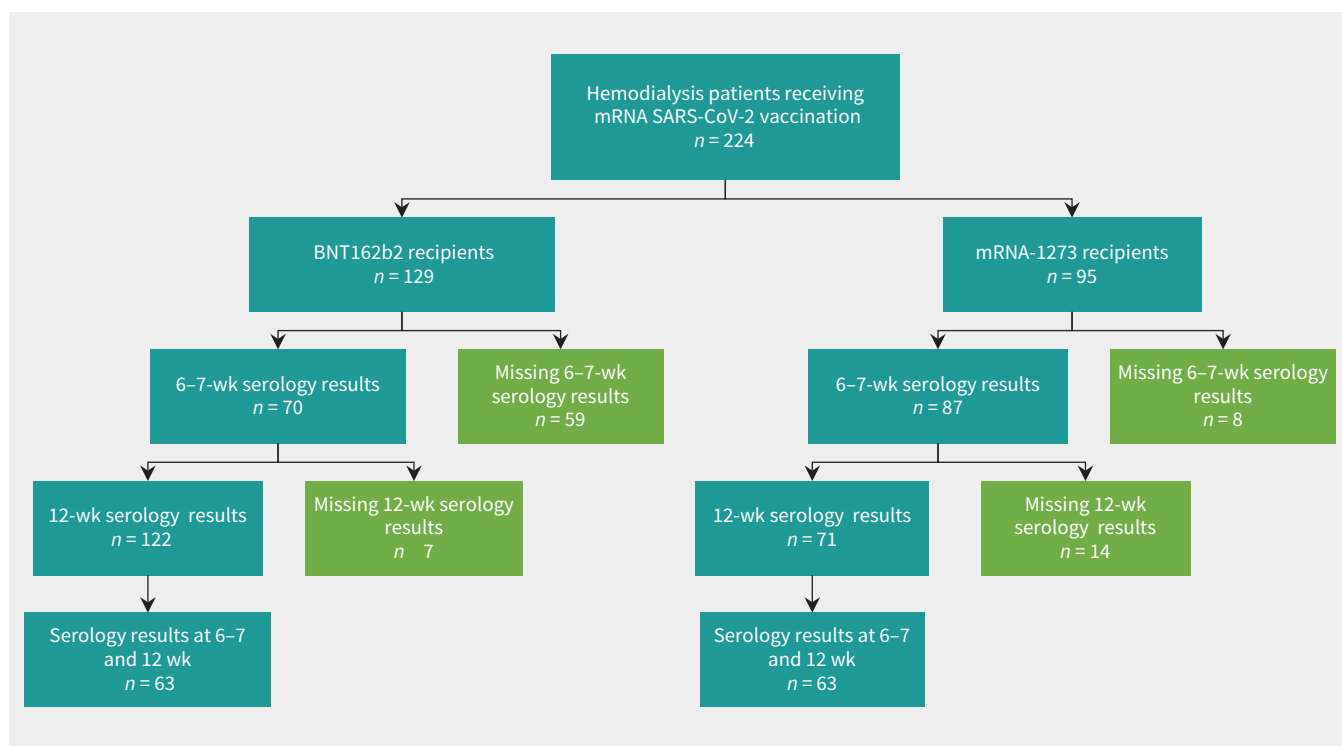 Hemodialysis patients receiving
mRNA SARS-CoV-2 vaccination
n = 224
BNT162b2 recipients
n = 129
mRNA-1273 recipients
n = 95
6–7-wk serology results
n = 70
Missing 6–7-wk
serology results
n = 59
6–7-wk serology results
n = 87
Missing 6–7-wk serology
results
n = 8
12-wk serology results
n = 122
Missing 12-wk serology
results
n 7
12-wk serology results
n = 71
Missing 12-wk
serology results
n = 14
Serology results at 6–7
and 12 wk
n = 63
Serology results at 6–7
and 12 wk
n = 63